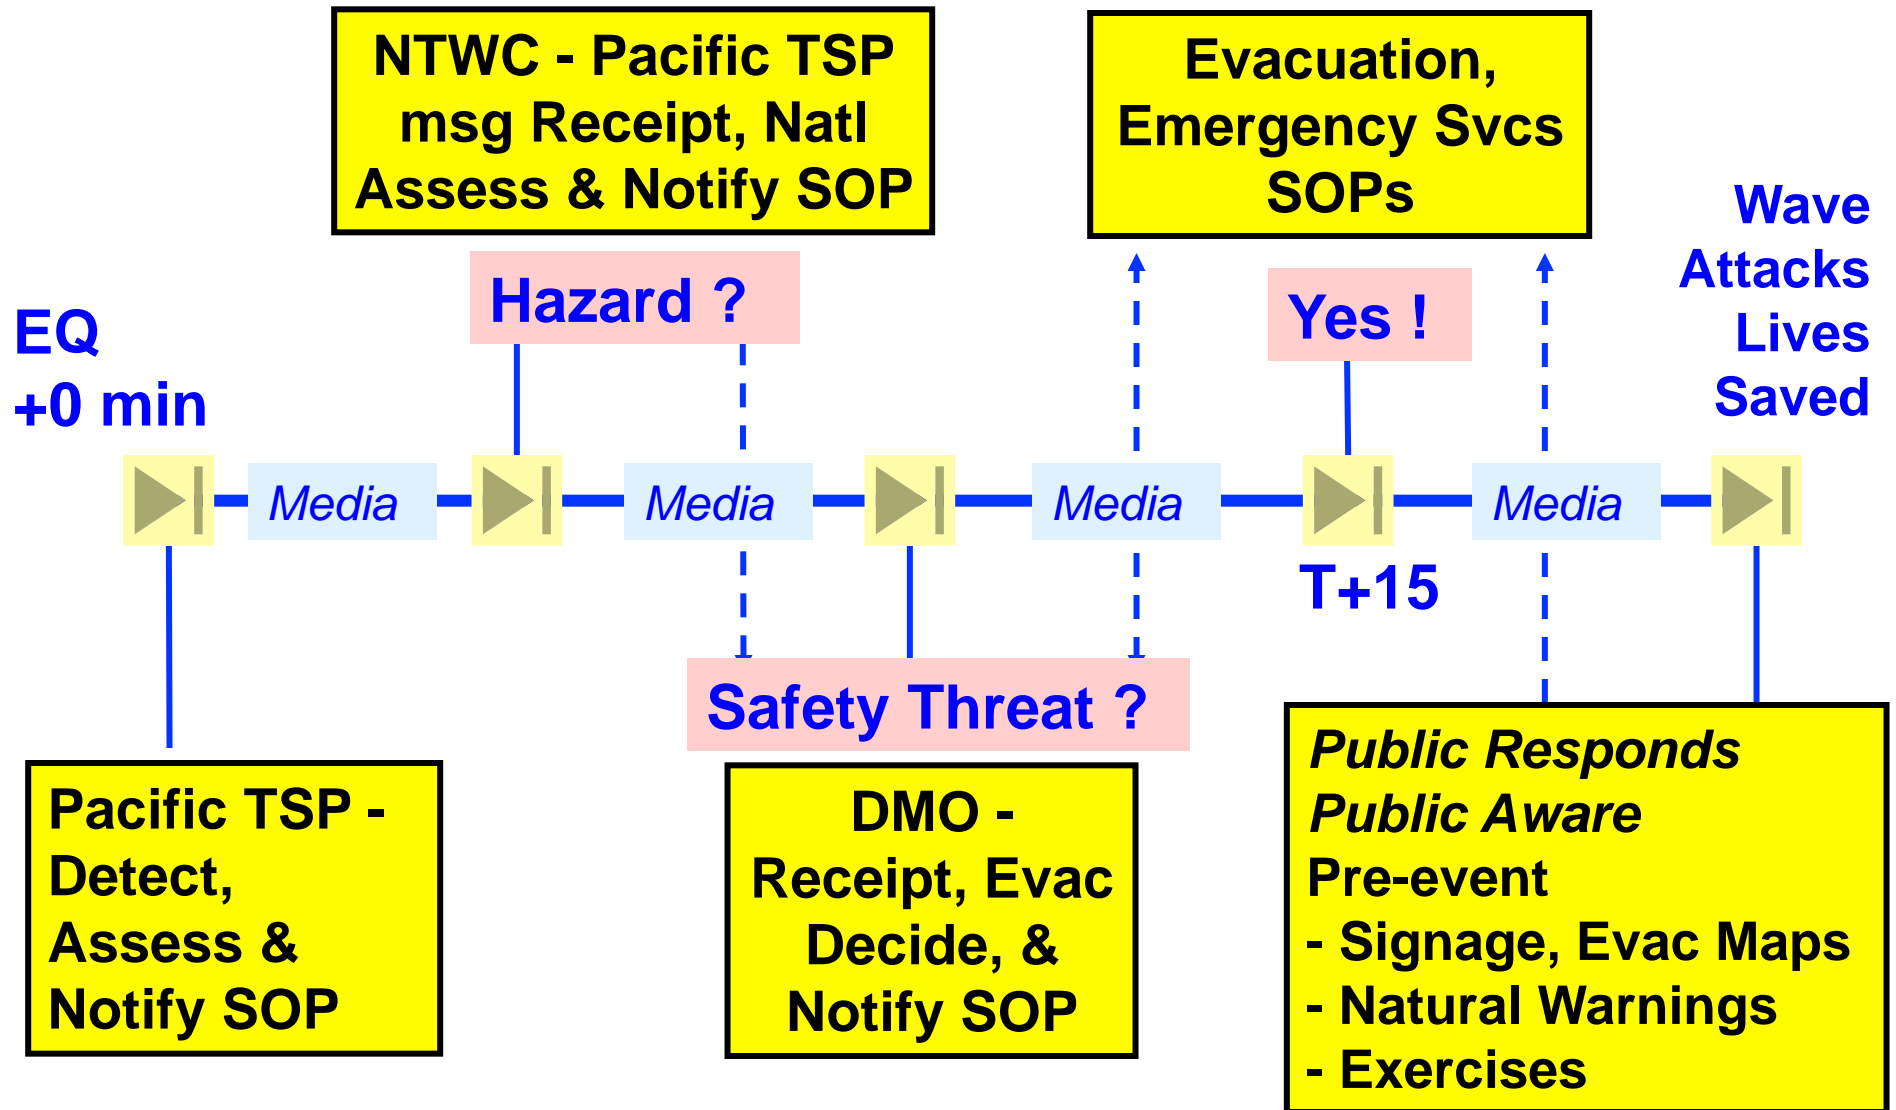 NTWC - Pacific TSP
msg Receipt, Natl
Assess & Notify SOP
Evacuation,
Emergency Svcs
SOPs
Wave
Attacks
Lives
Saved
Hazard ?
Yes !
EQ
+0 min
Media
Media
Media
Media
T+15
Safety Threat ?
Pacific TSP -
Detect,
Assess &
Notify SOP
DMO -
Receipt, Evac
Decide, &
Notify SOP
Public Responds
Public Aware
Pre-event
- Signage, Evac Maps
- Natural Warnings
- Exercises